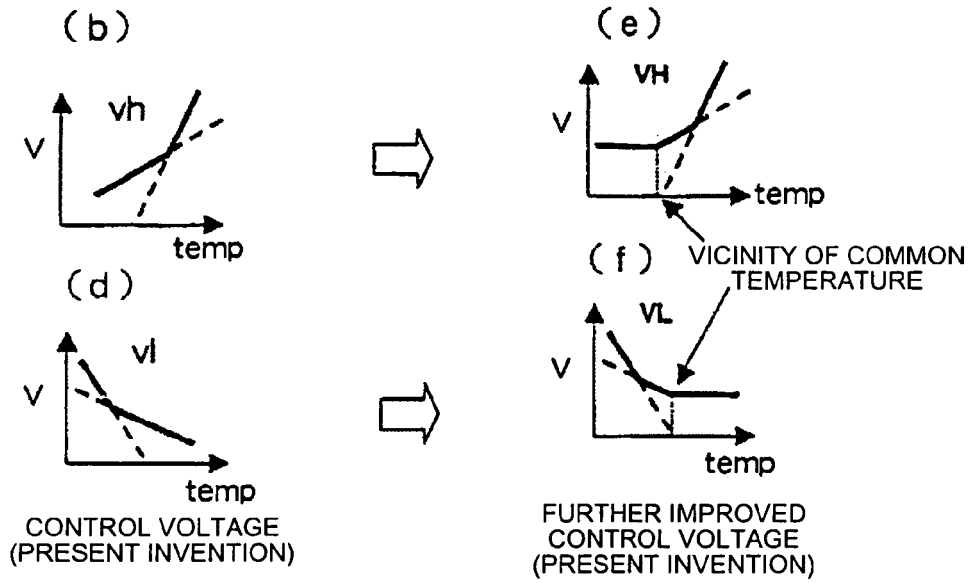 (b)
vh
V
temp
(e)
VH
V
temp
VICINITY OF COMMON
TEMPERATURE
(d)
vl
V
temp
(f)
VL
V
temp
CONTROL VOLTAGE
(PRESENT INVENTION)
FURTHER IMPROVED
CONTROL VOLTAGE
(PRESENT INVENTION)